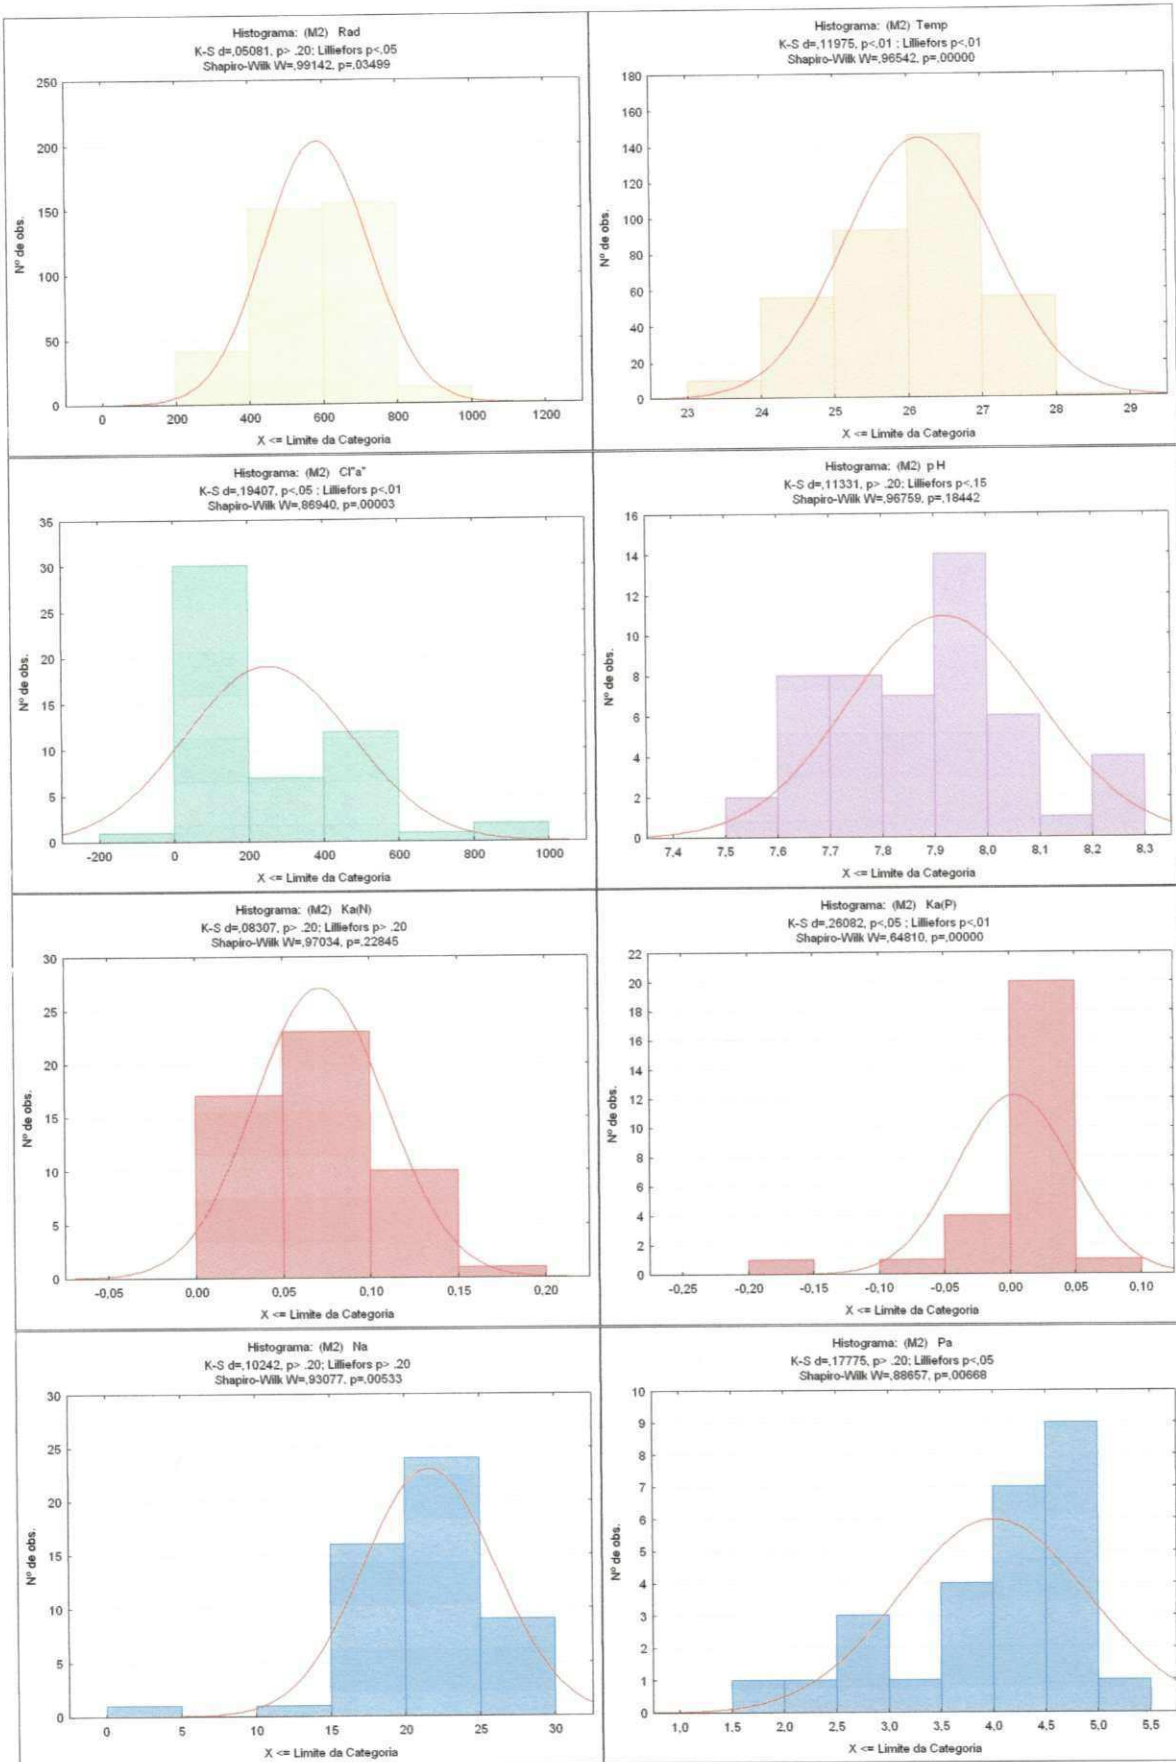 Histograma: (M2) Rad
K-S d=,05081, p> .20; Lilliefors p<,05
Shapiro-Wilk W=,99142, p=,03499
250
200
150
100
50
0
Nº de obs.
0 200 400 600 800 1000 1200
X <= Limite da Categoria
Histograma: (M2) Temp
K-S d=,11975, p<,01 ; Lilliefors p<,01
Shapiro-Wilk W=,96542, p=,00000
180
160
140
120
100
80
60
40
20
0
Nº de obs.
23 24 25 26 27 28 29
X <= Limite da Categoria
Histograma: (M2) Cl"a"
K-S d=,19407, p<,05 ; Lilliefors p<,01
Shapiro-Wilk W=,86940, p=,00003
35
30
25
20
15
10
5
0
Nº de obs.
-200 0 200 400 600 800 1000
X <= Limite da Categoria
Histograma: (M2) pH
K-S d=,11331, p> .20; Lilliefors p<,15
Shapiro-Wilk W=,96759, p=,18442
16
14
12
10
8
6
4
2
0
Nº de obs.
7,4 7,5 7,6 7,7 7,8 7,9 8,0 8,1 8,2 8,3
X <= Limite da Categoria
Histograma: (M2) Ka(N)
K-S d=,08307, p> .20; Lilliefors p> .20
Shapiro-Wilk W=,97034, p=,22845
30
25
20
15
10
5
0
Nº de obs.
-0,05 0,00 0,05 0,10 0,15 0,20
X <= Limite da Categoria
Histograma: (M2) Ka(P)
K-S d=,26082, p<,05 ; Lilliefors p<,01
Shapiro-Wilk W=,64810, p=,00000
22
20
18
16
14
12
10
8
6
4
2
0
Nº de obs.
-0,25 -0,20 -0,15 -0,10 -0,05 0,00 0,05 0,10
X <= Limite da Categoria
Histograma: (M2) Na
K-S d=,10242, p> .20; Lilliefors p> .20
Shapiro-Wilk W=,93077, p=,00533
30
25
20
15
10
5
0
Nº de obs.
0 5 10 15 20 25 30
X <= Limite da Categoria
Histograma: (M2) Pa
K-S d=,17775, p> .20; Lilliefors p<,05
Shapiro-Wilk W=,88657, p=,00668
10
9
8
7
6
5
4
3
2
1
0
Nº de obs.
1,0 1,5 2,0 2,5 3,0 3,5 4,0 4,5 5,0 5,5
X <= Limite da Categoria